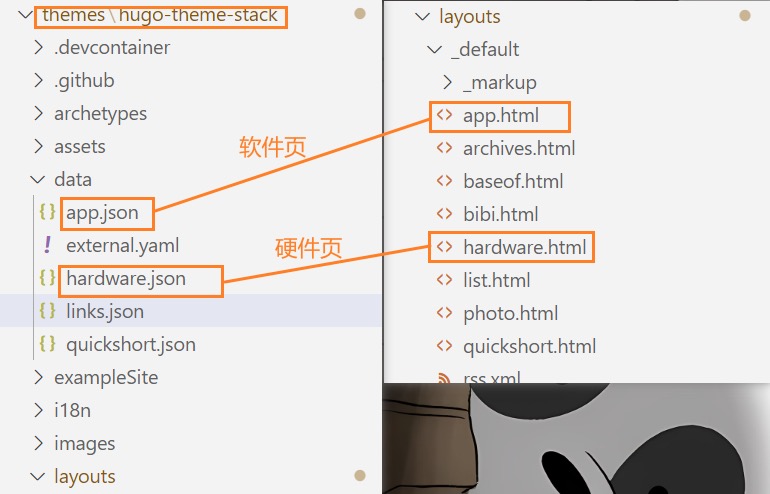 themes\hugo-theme-stack
.devcontainer
.github
archetypes
assets
data
{} app.json
! external.yaml
{} hardware.json
{} links.json
{} quickshort.json
exampleSite
i18n
images
layouts
软件页
硬件页
layouts
_default
_markup
<> app.html
<> archives.html
<> baseof.html
<> bibi.html
<> hardware.html
<> list.html
<> photo.html
<> quickshort.html
rss.xml